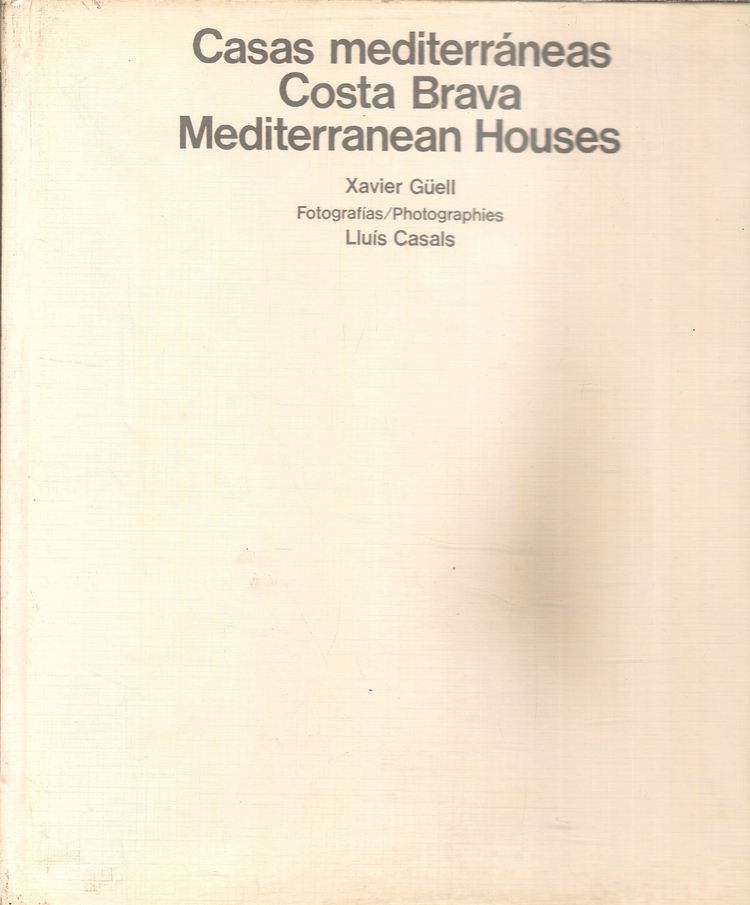 Casas mediterráneas
Costa Brava
Mediterranean Houses
Xavier Güell
Fotografías/Photographies
Lluís Casals